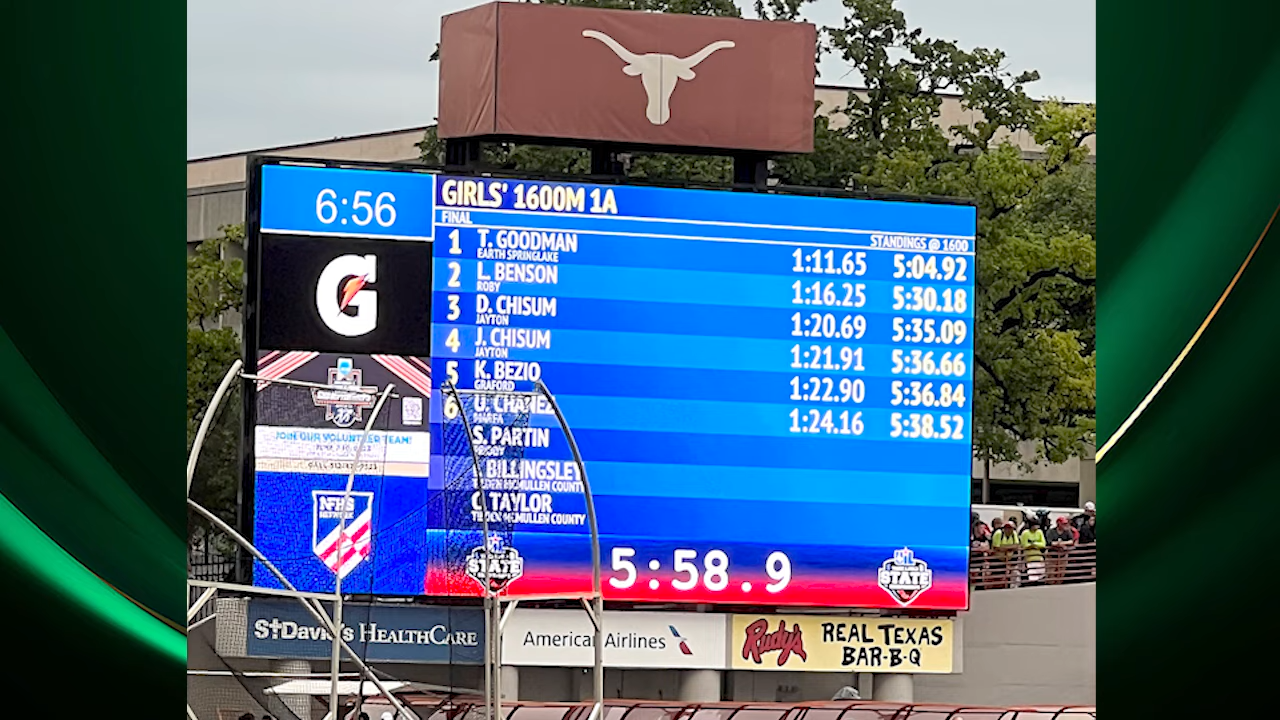 6:56
GIRLS' 1600M 1A
FINAL
STANDINGS @ 1600
1 T. GOODMAN 1:11.65 5:04.92
EARTH SPRINGLAKE
2 L. BENSON 1:16.25 5:30.18
ROBY
3 D. CHISUM 1:20.69 5:35.09
JAYTON
4 J. CHISUM 1:21.91 5:36.66
JAYTON
5 K. BEZIO 1:22.90 5:36.84
GRAFORD
6 1:24.16 5:38.52
S. PARTIN
BILLINGSLEY
MCMULLEN COUNTY
C. TAYLOR
MCMULLEN COUNTY
G
JOIN OUR VOLUNTEER TEAM!
NFHS
NETWORK
STATE
5:58.9
UIL
STATE
St David's HEALTHCARE
American Airlines
Rudy's
REAL TEXAS
BAR-B-Q